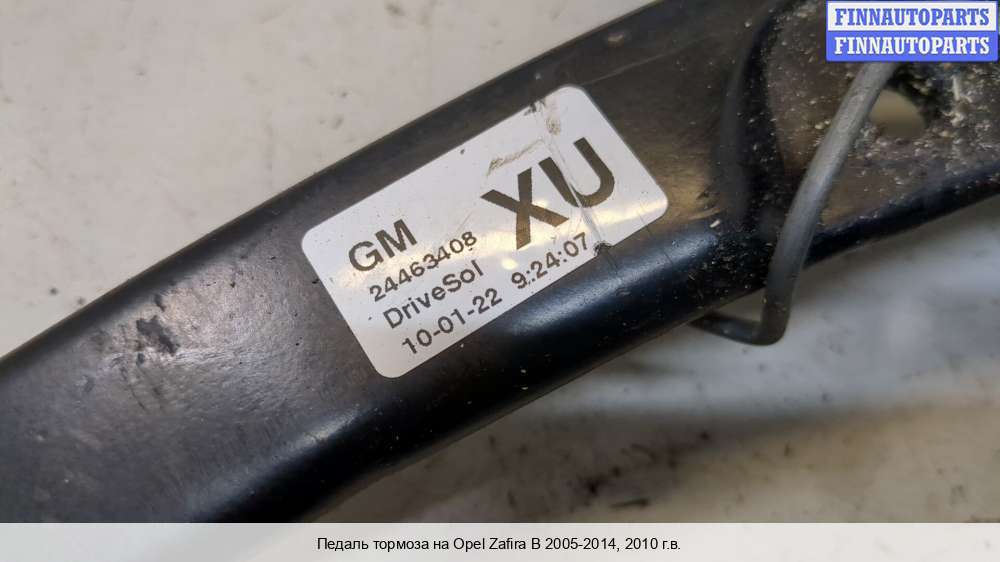 FINNAUTOPARTS
FINNAUTOPARTS
GM XU
24463408
DriveSol
10-01-22 9:24:07
Педаль тормоза на Opel Zafira B 2005-2014, 2010 г.в.